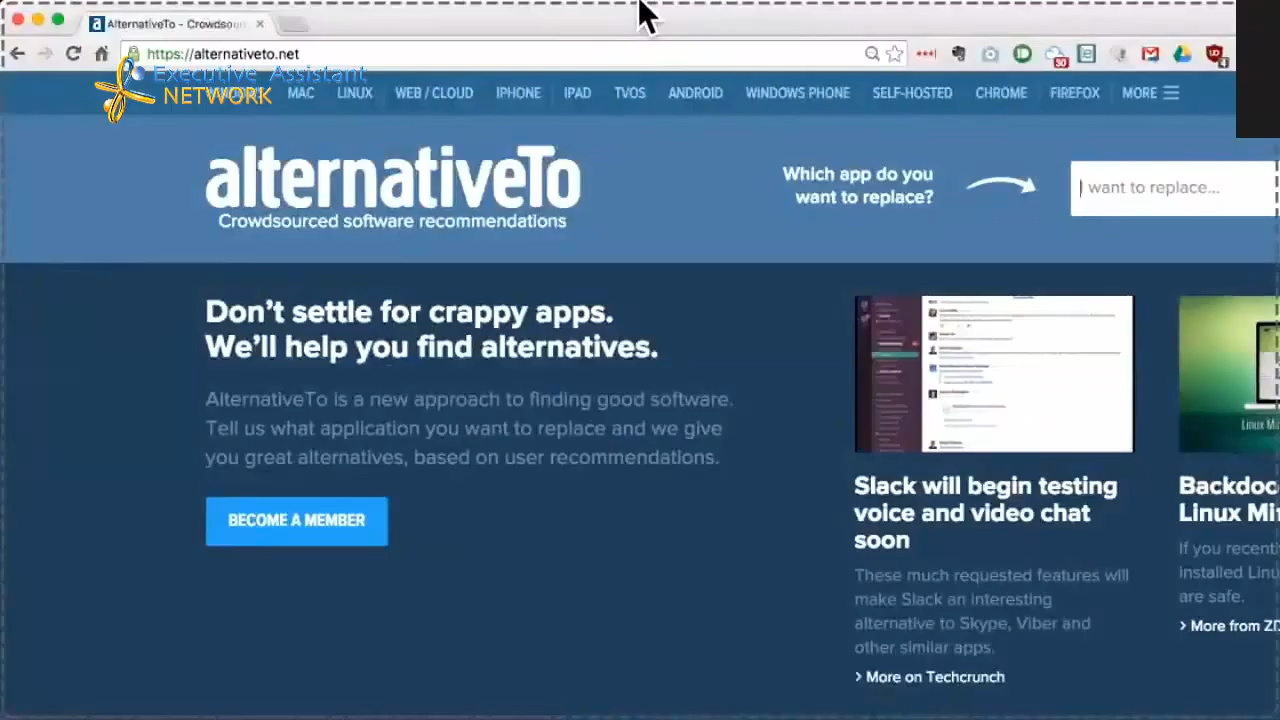 AlternativeTo - Crowdsou
https://alternativeto.net
Executive Assistant
NETWORK
MAC LINUX WEB / CLOUD IPHONE IPAD TVOS ANDROID WINDOWS PHONE SELF-HOSTED CHROME FIREFOX MORE
alternativeTo
Crowdsourced software recommendations
Which app do you
want to replace?
I want to replace...
Don't settle for crappy apps.
We'll help you find alternatives.
AlternativeTo is a new approach to finding good software.
Tell us what application you want to replace and we give
you great alternatives, based on user recommendations.
BECOME A MEMBER
Slack will begin testing
voice and video chat
soon
These much requested features will
make Slack an interesting
alternative to Skype, Viber and
other similar apps.
> More on Techcrunch
Linux Mi
Backdoo
Linux Mi
If you recent
installed Linu
are safe.
> More from ZD
30
4